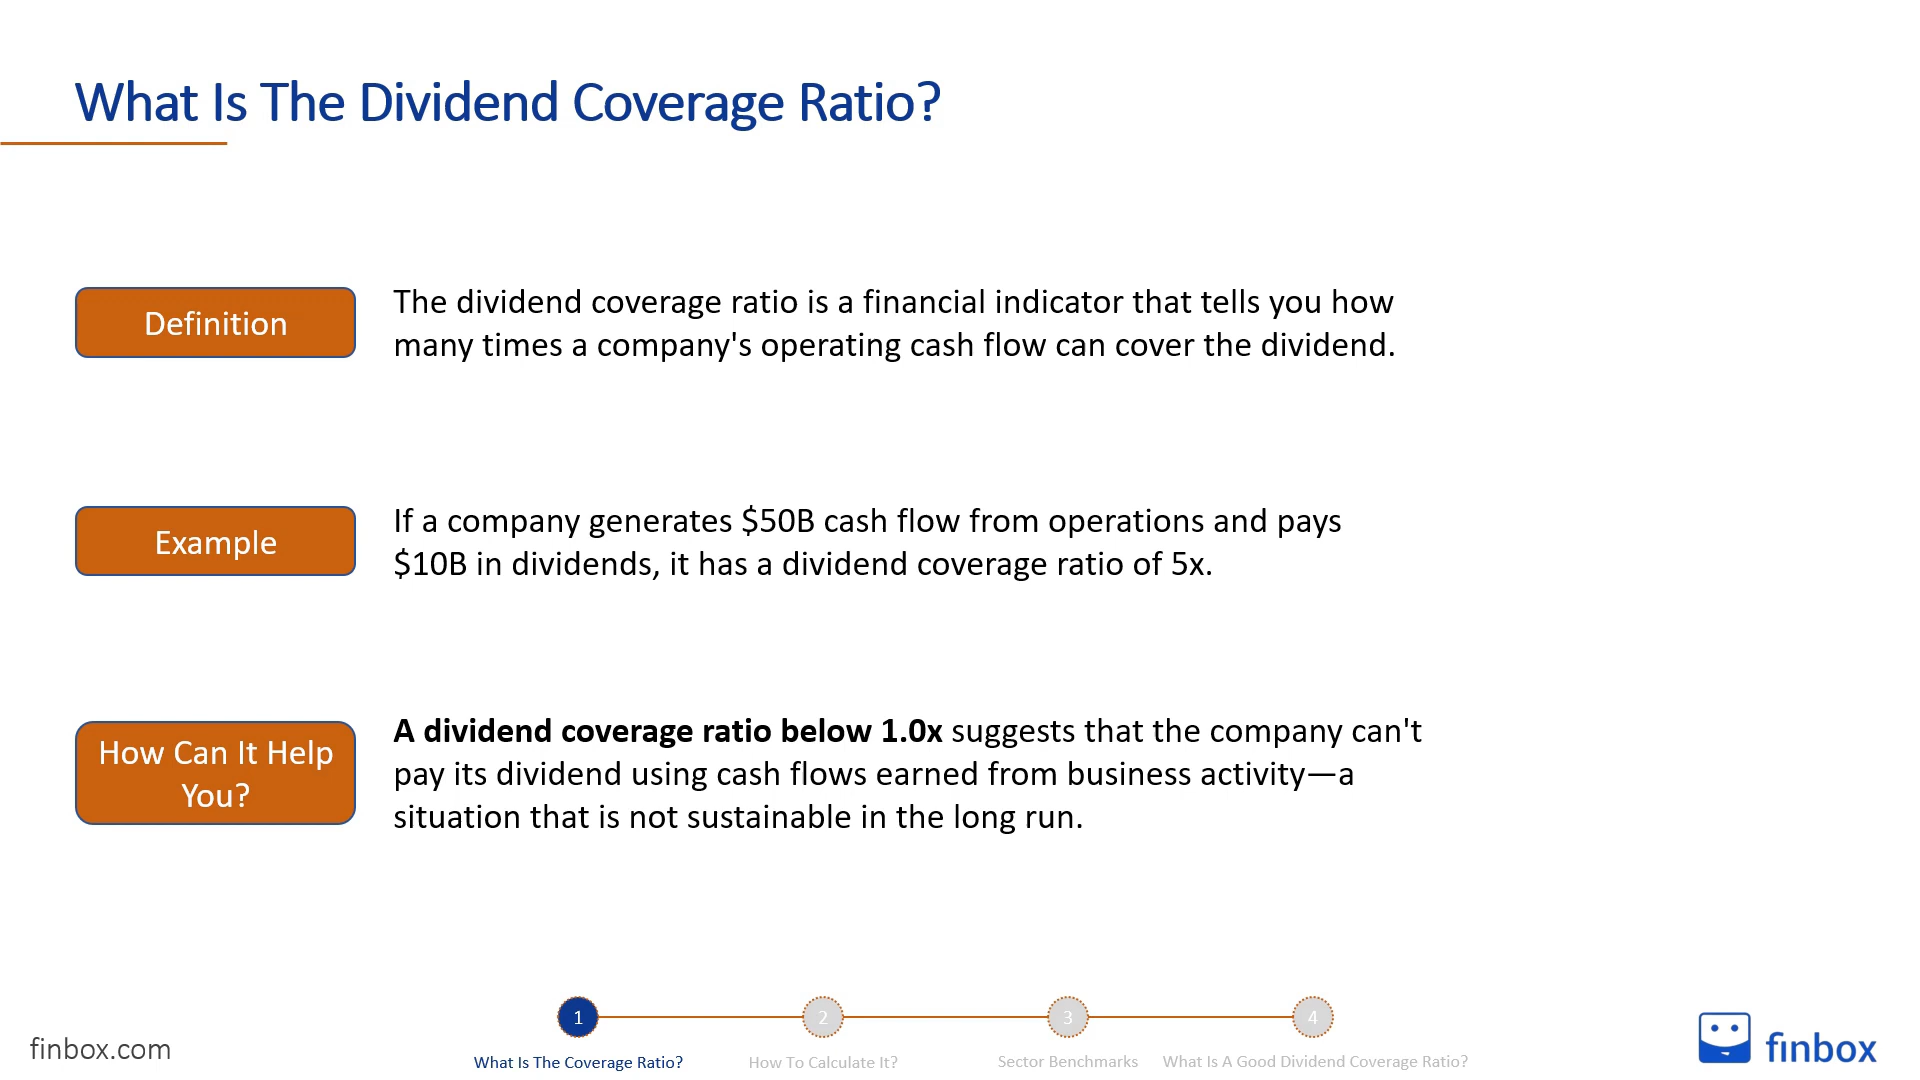 What Is The Dividend Coverage Ratio?
Definition
The dividend coverage ratio is a financial indicator that tells you how
many times a company's operating cash flow can cover the dividend.
Example
If a company generates $50B cash flow from operations and pays
$10B in dividends, it has a dividend coverage ratio of 5x.
How Can It Help
You?
A dividend coverage ratio below 1.0x suggests that the company can't
pay its dividend using cash flows earned from business activity—a
situation that is not sustainable in the long run.
1
2
3
4
What Is The Coverage Ratio?
How To Calculate It?
Sector Benchmarks
What Is A Good Dividend Coverage Ratio?
finbox.com
finbox